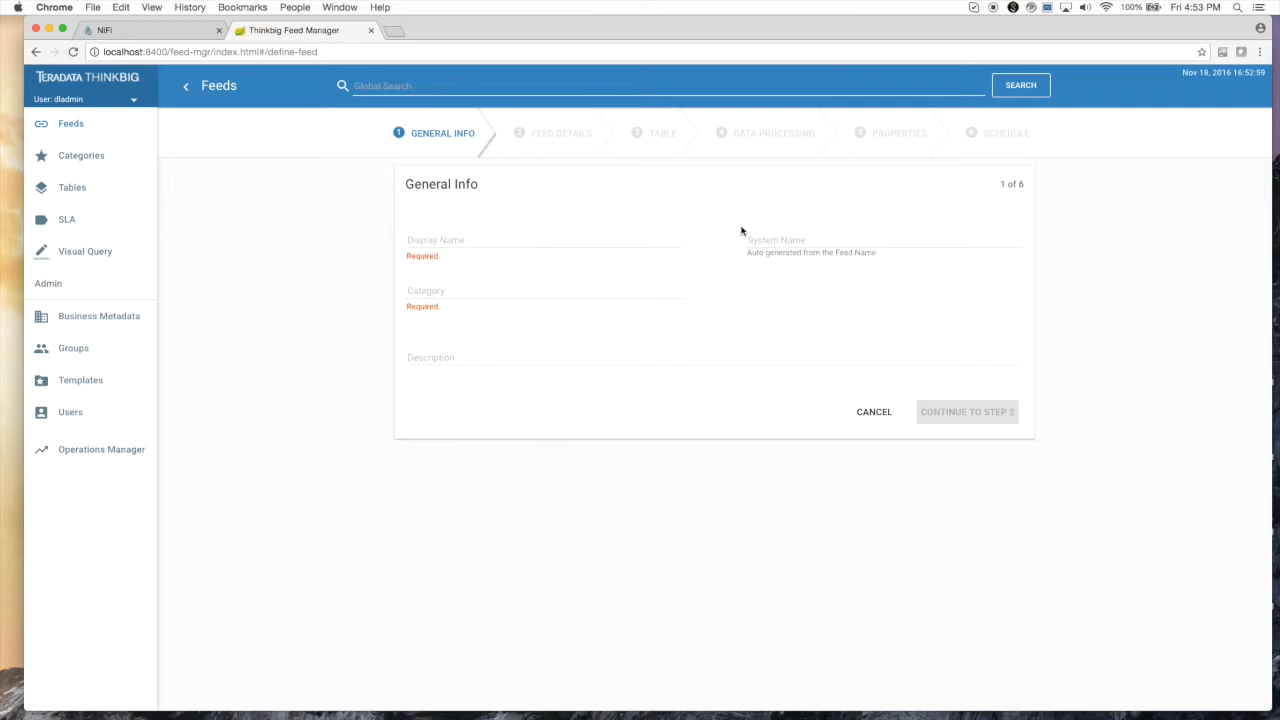 Chrome File Edit View History Bookmarks People Window Help 100% Fri 4:53 PM
NiFi × Thinkbig Feed Manager ×
localhost:8400/feed-mgr/index.html#/define-feed
TERADATA THINKBIG
User: dladmin
Feeds
Global Search
SEARCH
Nov 18, 2016 16:52:59
Feeds
Categories
Tables
SLA
Visual Query
Admin
Business Metadata
Groups
Templates
Users
Operations Manager
1 GENERAL INFO 2 FEED DETAILS 3 TABLE 4 DATA PROCESSING 5 PROPERTIES 6 SCHEDULE
General Info 1 of 6
Display Name System Name
Required. Auto generated from the Feed Name
Category
Required.
Description
CANCEL CONTINUE TO STEP 2